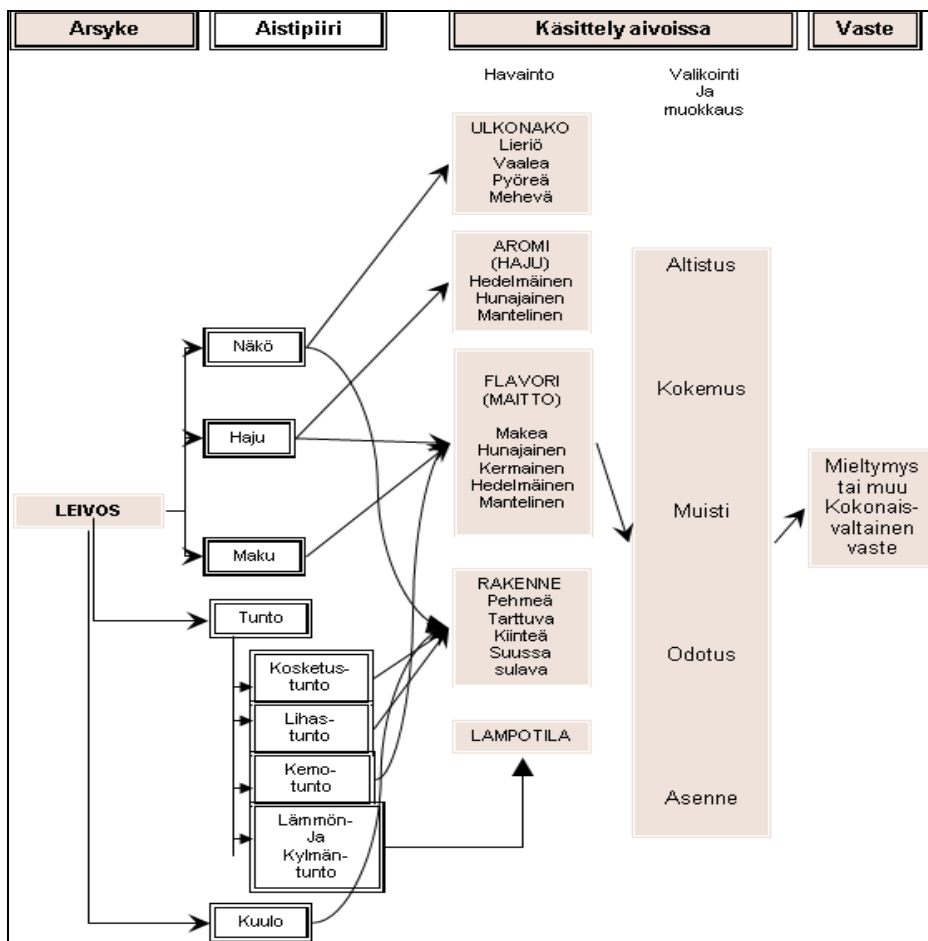 Arsyke
Aistipiiri
Käsittely aivoissa
Vaste
Havainto
Valikointi
Ja
muokkaus
ULKONAKO
Lieriö
Vaalea
Pyöreä
Mehevä
AROMI
(HAJU)
Hedelmäinen
Hunajainen
Mantelinen
FLAVORI
(MAITTO)
Makea
Hunajainen
Kermainen
Hedelmäinen
Mantelinen
RAKENNE
Pehmeä
Tarttuva
Kiinteä
Suussa
sulava
LAMPOTILA
Altistus
Kokemus
Muisti
Odotus
Asenne
Mieltymys
tai muu
Kokonais-
valtainen
vaste
LEIVOS
Näkö
Haju
Maku
Tunto
Kosketus-
tunto
Lihas-
tunto
Kemo-
tunto
Lämmön-
Ja
Kylmän-
tunto
Kuulo